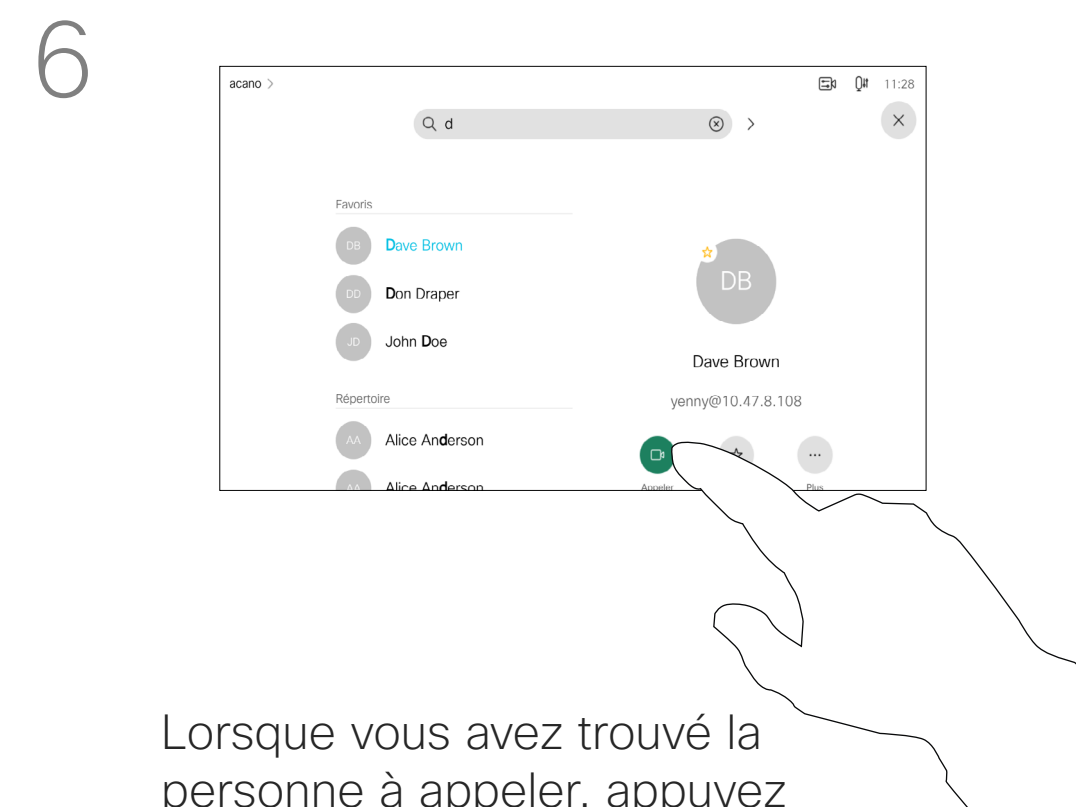 6
acano > 11:28
d
Favoris
DB Dave Brown
DD Don Draper
JD John Doe
Répertoire
AA Alice Anderson
AA Alice Anderson
DB
Dave Brown
yenny@10.47.8.108
Appeler Plus
Lorsque vous avez trouvé la
personne à appeler, appuyez